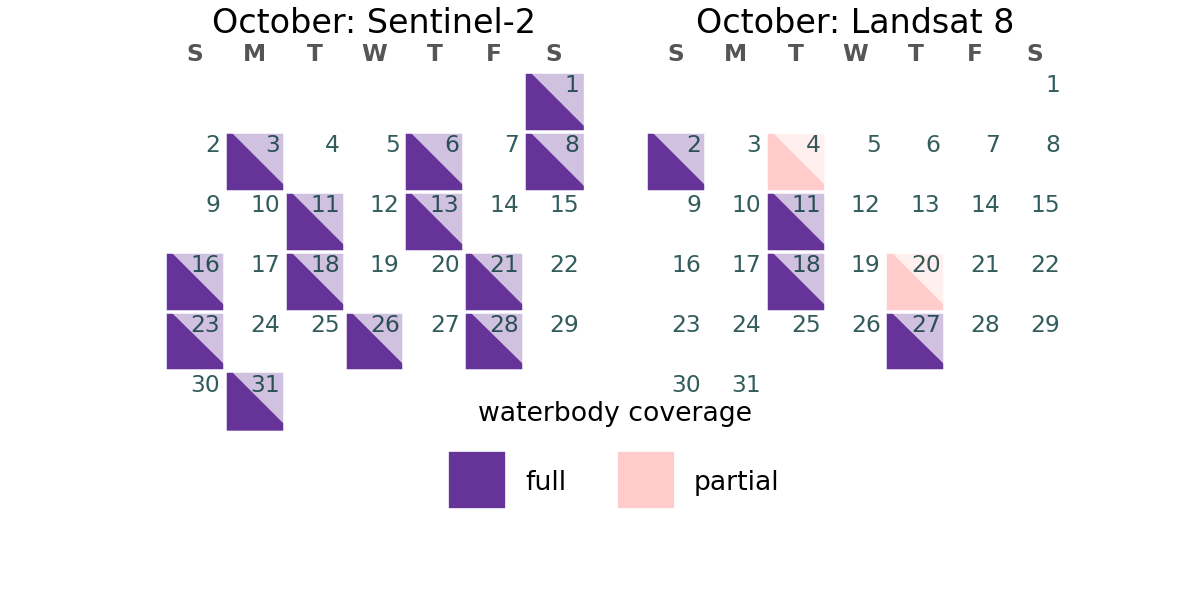 October: Sentinel-2
S M T W T F S
1
2 3 4 5 6 7 8
9 10 11 12 13 14 15
16 17 18 19 20 21 22
23 24 25 26 27 28 29
30 31
October: Landsat 8
S M T W T F S
1
2 3 4 5 6 7 8
9 10 11 12 13 14 15
16 17 18 19 20 21 22
23 24 25 26 27 28 29
30 31
waterbody coverage
full partial